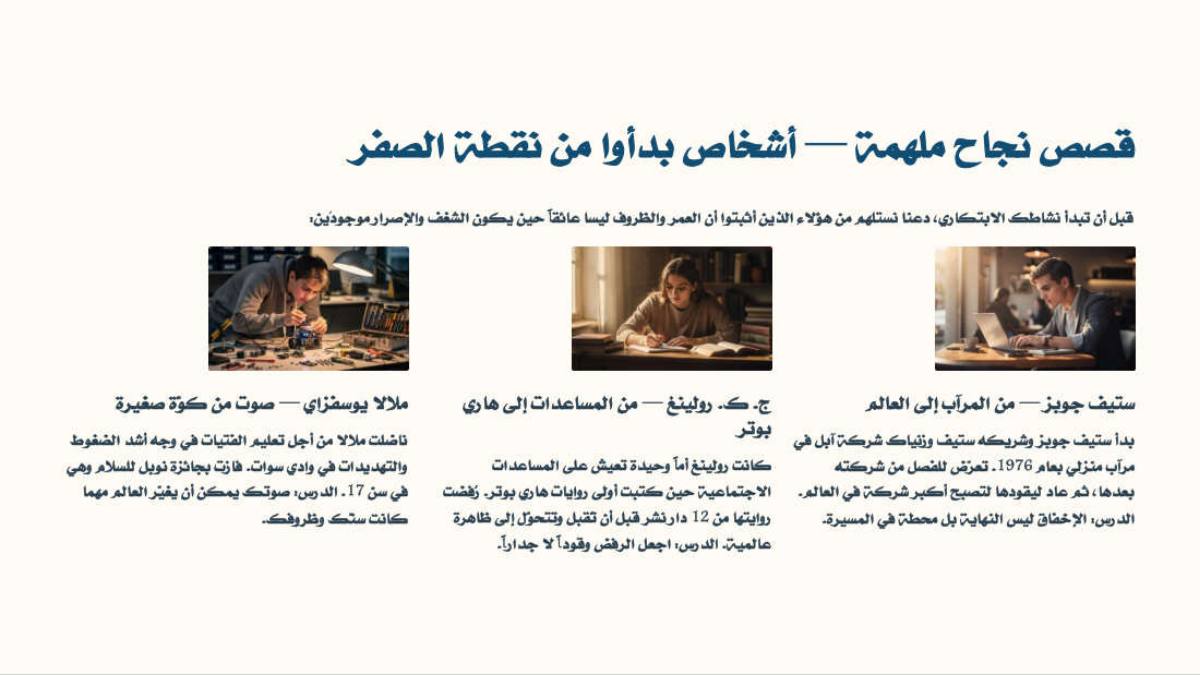 قصص نجاح ملهمة — أشخاص بدأوا من نقطة الصفر
قبل أن تبدأ نشاطك الابتكاري، دعنا نستلهم من هؤلاء الذين أثبتوا أن العمر والظروف ليسا عائقاً حين يكون الشغف والإصرار موجودَين:
ستيف جوبز — من المرآب إلى العالم
بدأ ستيف جوبز وشريكه ستيف وزنياك شركة آبل في
مرآب منزلي بعام 1976. تعرّض للفصل من شركته
بعدها، ثم عاد ليقودها لتصبح أكبر شركة في العالم.
الدرس: الإخفاق ليس النهاية بل محطة في المسيرة.
ج. ك. رولينغ — من المساعدات إلى هاري
بوتر
كانت رولينغ أماً وحيدة تعيش على المساعدات
الاجتماعية حين كتبت أولى روايات هاري بوتر. رُفضت
روايتها من 12 دار نشر قبل أن تُقبل وتتحوّل إلى ظاهرة
عالمية. الدرس: اجعل الرفض وقوداً لا جداراً.
ملالا يوسفزاي — صوت من كوّة صغيرة
ناضلت ملالا من أجل تعليم الفتيات في وجه أشد الضغوط
والتهديدات في وادي سوات. فازت بجائزة نوبل للسلام وهي
في سن 17. الدرس: صوتك يمكن أن يغيّر العالم مهما
كانت سنّك وظروفك.